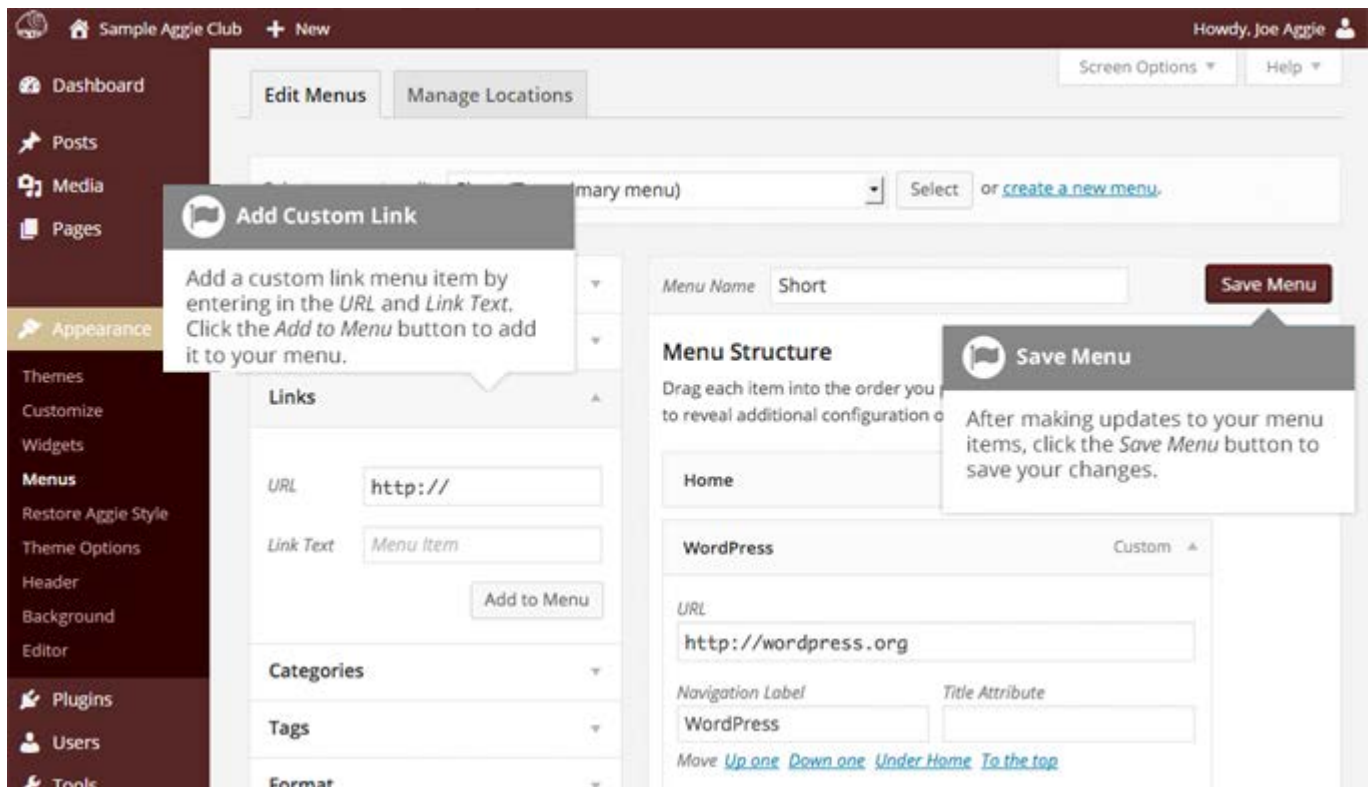 Sample Aggie Club
New
Howdy, Joe Aggie
Dashboard
Posts
Media
Pages
Appearance
Themes
Customize
Widgets
Menus
Restore Aggie Style
Theme Options
Header
Background
Editor
Plugins
Users
Tools
Screen Options
Help
Edit Menus
Manage Locations
menu)
Select
or create a new menu.
Add Custom Link
Add a custom link menu item by
entering in the URL and Link Text.
Click the Add to Menu button to add
it to your menu.
Links
URL
http://
Link Text
Menu Item
Add to Menu
Categories
Tags
Format
Menu Name
Short
Save Menu
Menu Structure
Drag each item into the order you
to reveal additional configuration
Save Menu
After making updates to your menu
items, click the Save Menu button to
save your changes.
Home
WordPress
Custom
URL
http://wordpress.org
Navigation Label
Title Attribute
WordPress
Move Up one Down one Under Home To the top